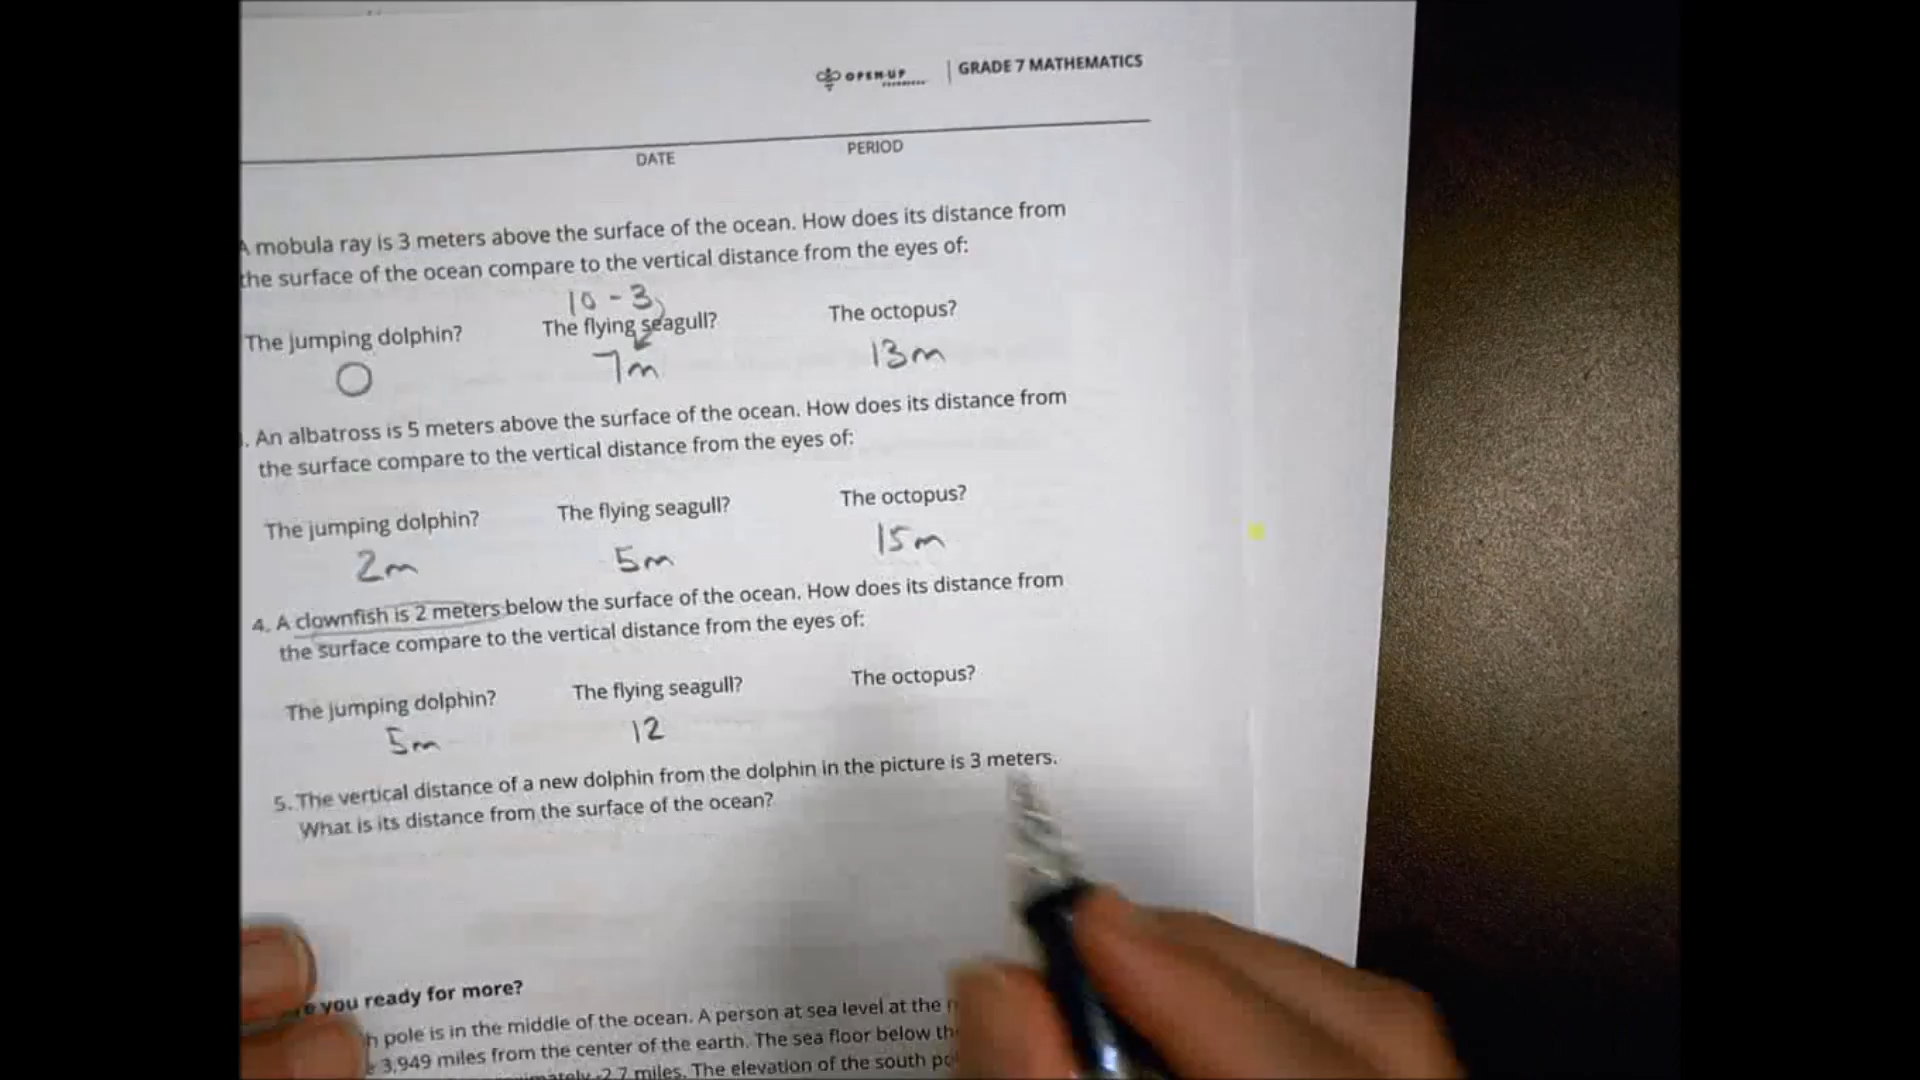 OPEN-UP | GRADE 7 MATHEMATICS
DATE PERIOD
A mobula ray is 3 meters above the surface of the ocean. How does its distance from
the surface of the ocean compare to the vertical distance from the eyes of:
10 - 3
The jumping dolphin? The flying seagull? The octopus?
0 7m 13m
. An albatross is 5 meters above the surface of the ocean. How does its distance from
the surface compare to the vertical distance from the eyes of:
The jumping dolphin? The flying seagull? The octopus?
2m 5m 15m
4. A clownfish is 2 meters below the surface of the ocean. How does its distance from
the surface compare to the vertical distance from the eyes of:
The jumping dolphin? The flying seagull? The octopus?
5m 12
5. The vertical distance of a new dolphin from the dolphin in the picture is 3 meters.
What is its distance from the surface of the ocean?
you ready for more?
pole is in the middle of the ocean. A person at sea level at the
3,949 miles from the center of the earth. The sea floor below
-2.7 miles. The elevation of the south